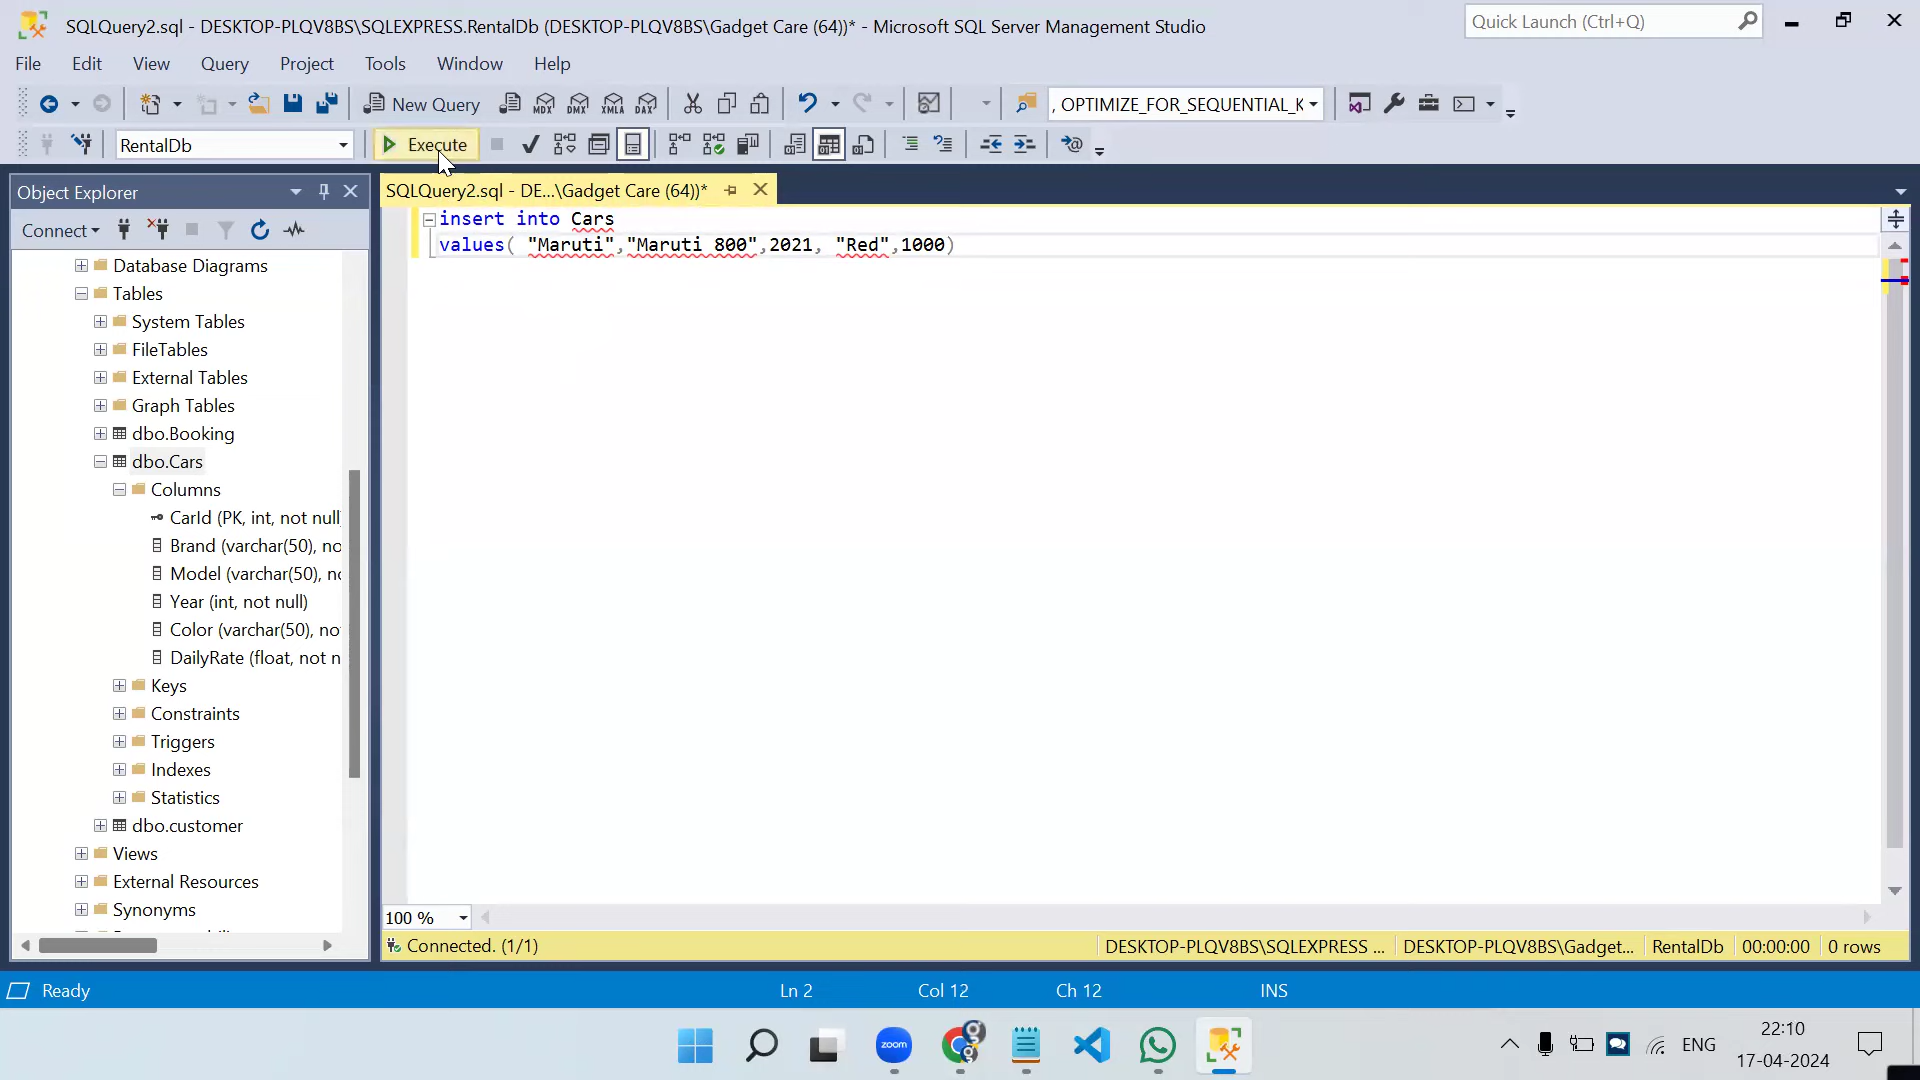 SQLQuery2.sql - DESKTOP-PLQV8BS\SQLEXPRESS.RentalDb (DESKTOP-PLQV8BS\Gadget Care (64))* - Microsoft SQL Server Management Studio
Quick Launch (Ctrl+Q)
File Edit View Query Project Tools Window Help
New Query MDX DMX XMLA DAX , OPTIMIZE_FOR_SEQUENTIAL_K
RentalDb Execute
Object Explorer
SQLQuery2.sql - DE...\Gadget Care (64))*
Connect
insert into Cars
values( "Maruti","Maruti 800",2021, "Red",1000)
Database Diagrams
Tables
System Tables
FileTables
External Tables
Graph Tables
dbo.Booking
dbo.Cars
Columns
CarId (PK, int, not null
Brand (varchar(50), no
Model (varchar(50), no
Year (int, not null)
Color (varchar(50), no
DailyRate (float, not n
Keys
Constraints
Triggers
Indexes
Statistics
dbo.customer
Views
External Resources
Synonyms
100 %
Connected. (1/1) DESKTOP-PLQV8BS\SQLEXPRESS ... DESKTOP-PLQV8BS\Gadget... RentalDb 00:00:00 0 rows
Ready Ln 2 Col 12 Ch 12 INS
zoom
ENG
22:10
17-04-2024